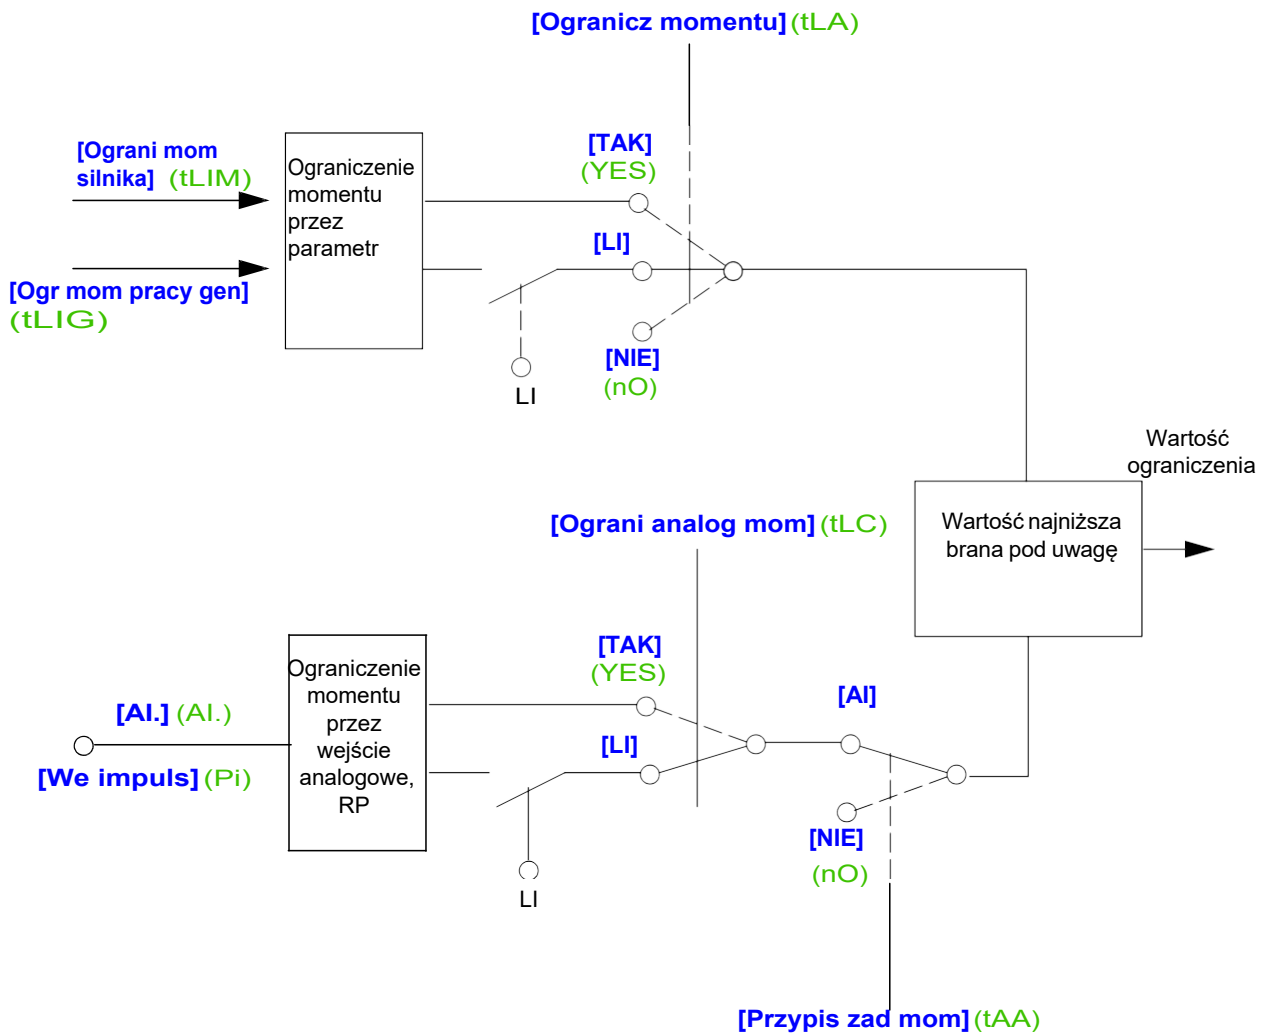 [Ogranicz momentu] (tLA)
[Ograni mom
silnika] (tLIM)
Ograniczenie
momentu
przez
parametr
[TAK]
(YES)
[LI]
[Ogr mom pracy gen]
(tLIG)
[NIE]
(nO)
LI
Wartość
ograniczenia
Wartość najniższa
brana pod uwagę
[Ograni analog mom] (tLC)
[TAK]
(YES)
Ograniczenie
momentu
przez
wejście
analogowe,
RP
[AI.] (AI.)
[We impuls] (Pi)
[LI]
[AI]
[NIE]
(nO)
LI
[Przypis zad mom] (tAA)